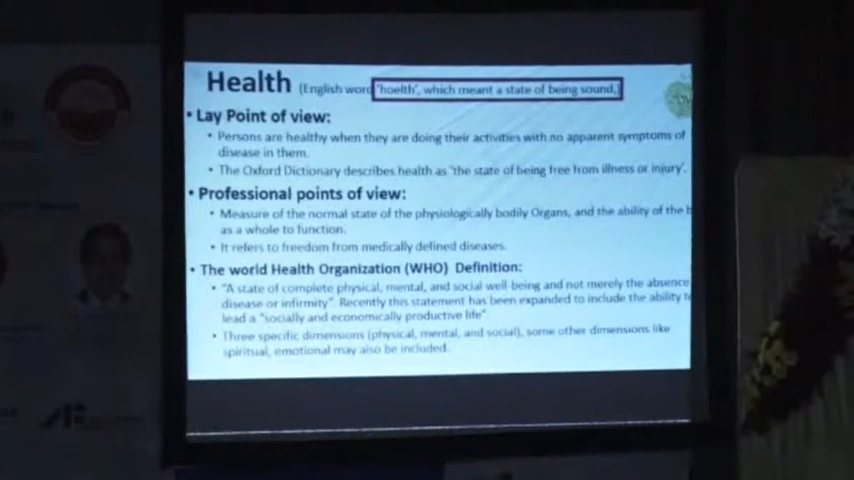 Health (English word 'hoelth', which meant a state of being sound,)
• Lay Point of view:
• Persons are healthy when they are doing their activities with no apparent symptoms of
disease in them.
• The Oxford Dictionary describes health as 'the state of being free from illness or injury'.
• Professional points of view:
• Measure of the normal state of the physiologically bodily Organs, and the ability of the
as a whole to function.
• It refers to freedom from medically defined diseases.
• The world Health Organization (WHO) Definition:
• "A state of complete physical, mental, and social well-being and not merely the absence
disease or infirmity". Recently this statement has been expanded to include the ability
lead a "socially and economically productive life".
• Three specific dimensions (physical, mental, and social), some other dimensions like
spiritual, emotional may also be included.